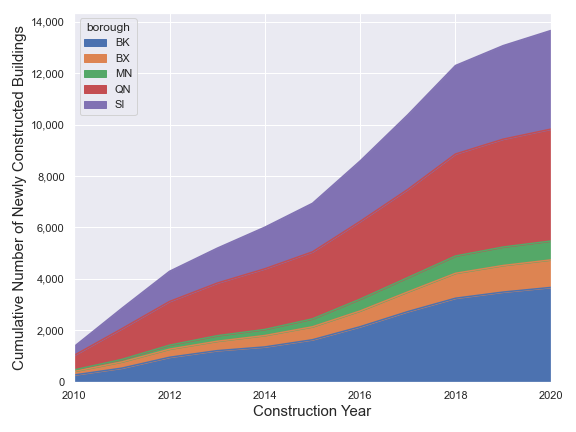 14,000
12,000
10,000
8,000
6,000
4,000
2,000
0
Cumulative Number of Newly Constructed Buildings
borough
BK
BX
MN
QN
SI
2010 2012 2014 2016 2018 2020
Construction Year